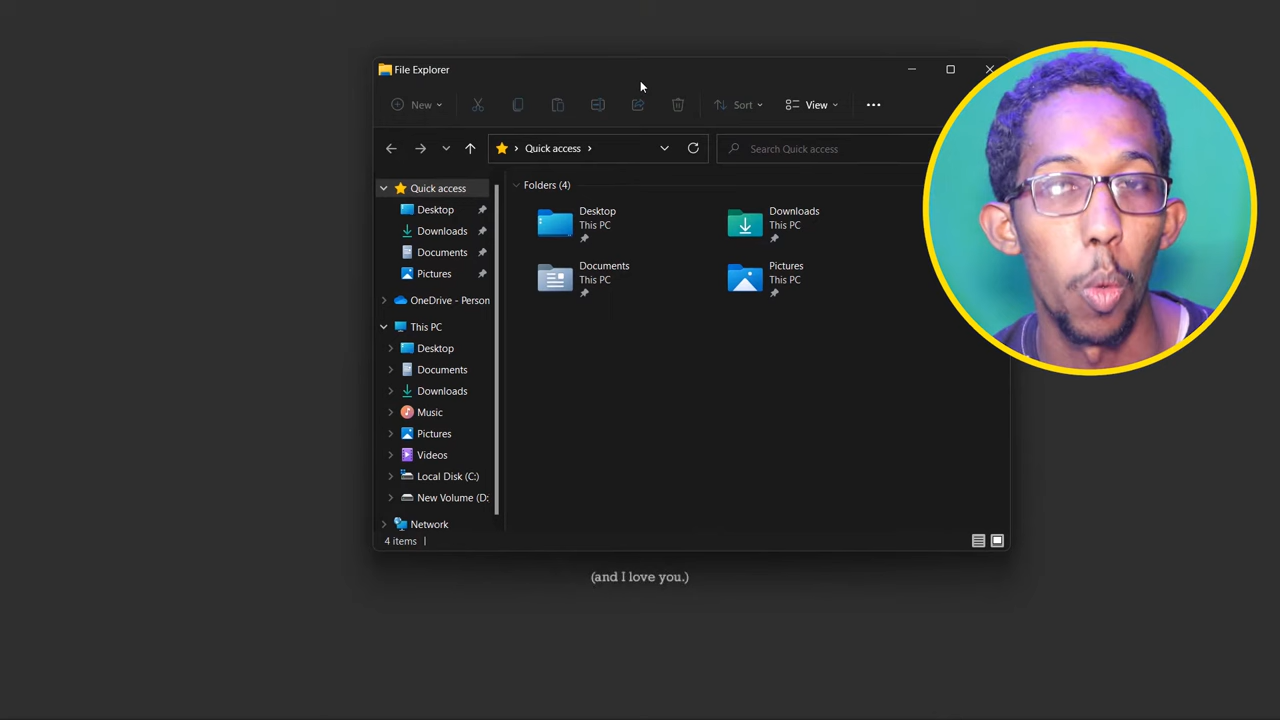 File Explorer
New
Sort
View
Quick access
Search Quick access
Quick access
Desktop
Downloads
Documents
Pictures
OneDrive - Person
This PC
Desktop
Documents
Downloads
Music
Pictures
Videos
Local Disk (C:)
New Volume (D:
Network
Folders (4)
Desktop
This PC
Downloads
This PC
Documents
This PC
Pictures
This PC
4 items
(and I love you.)